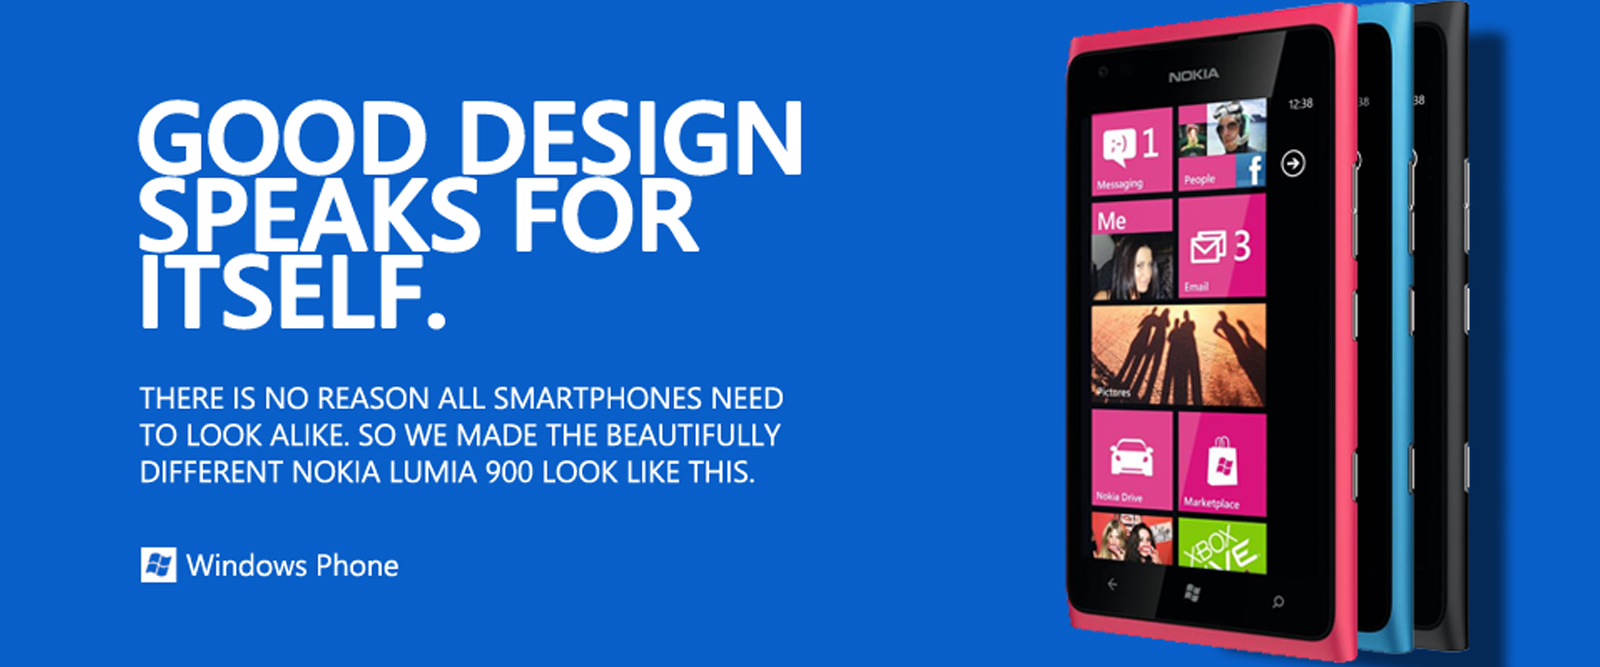 GOOD DESIGN
SPEAKS FOR
ITSELF.
THERE IS NO REASON ALL SMARTPHONES NEED
TO LOOK ALIKE. SO WE MADE THE BEAUTIFULLY
DIFFERENT NOKIA LUMIA 900 LOOK LIKE THIS.
Windows Phone
NOKIA
12:38
38
38
;-) 1
Messaging
People
f
Me
3
Email
Pictures
Nokia Drive
Marketplace
XBOX
LIVE